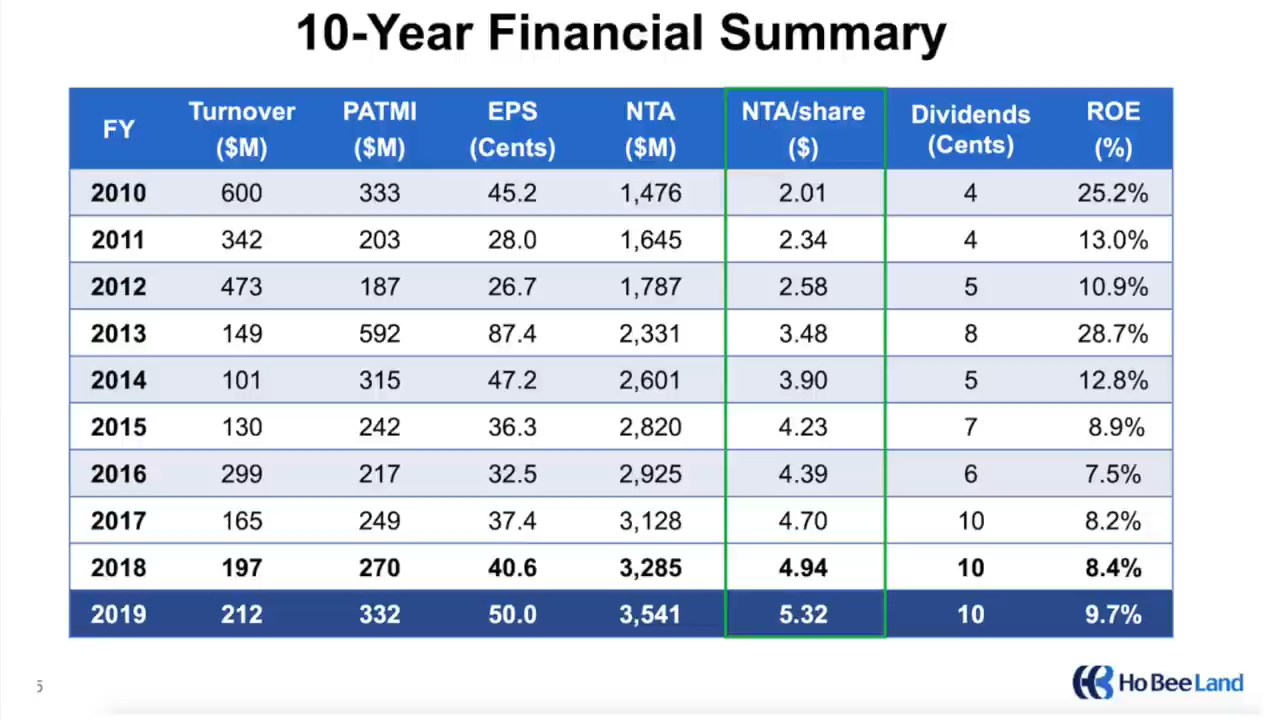 10-Year Financial Summary
FY Turnover ($M) PATMI ($M) EPS (Cents) NTA ($M) NTA/share ($) Dividends (Cents) ROE (%)
2010 600 333 45.2 1,476 2.01 4 25.2%
2011 342 203 28.0 1,645 2.34 4 13.0%
2012 473 187 26.7 1,787 2.58 5 10.9%
2013 149 592 87.4 2,331 3.48 8 28.7%
2014 101 315 47.2 2,601 3.90 5 12.8%
2015 130 242 36.3 2,820 4.23 7 8.9%
2016 299 217 32.5 2,925 4.39 6 7.5%
2017 165 249 37.4 3,128 4.70 10 8.2%
2018 197 270 40.6 3,285 4.94 10 8.4%
2019 212 332 50.0 3,541 5.32 10 9.7%
5
Ho Bee Land